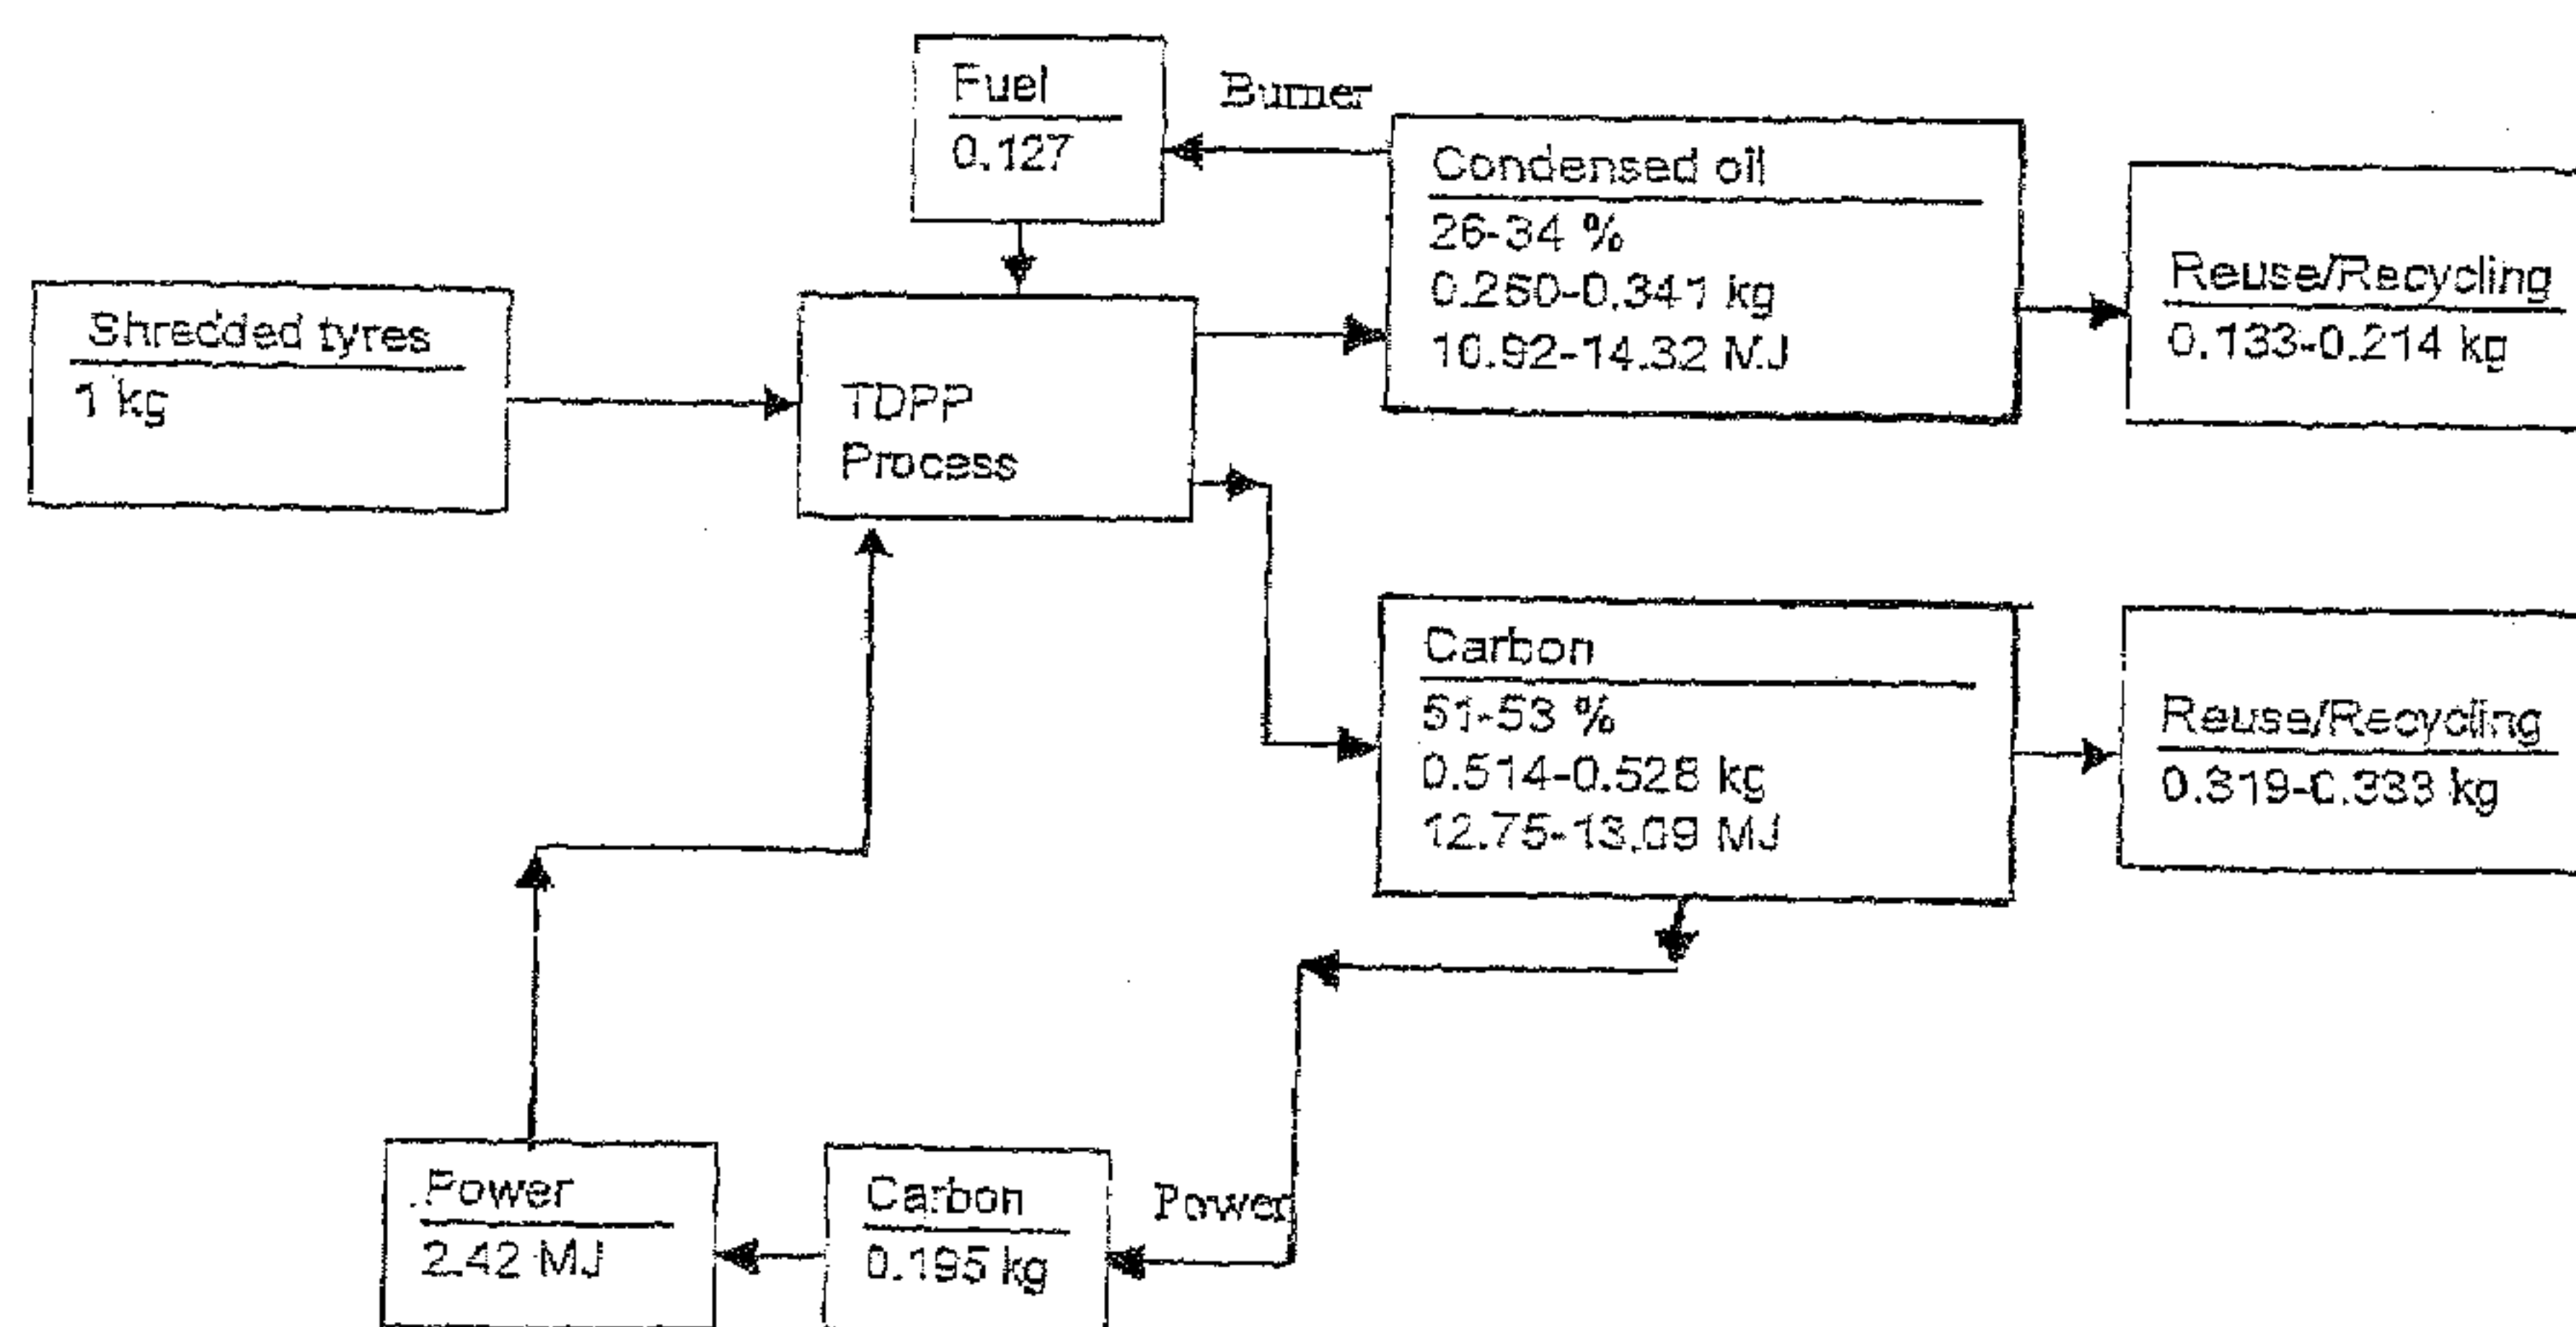 Fuel
0.127
Burner
Condensed oil
26-34 %
0.260-0.341 kg
10.92-14.32 MJ
Reuse/Recycling
0.133-0.214 kg
Shredded tyres
1 kg
TDPP
Process
Carbon
51-53 %
0.514-0.528 kg
12.75-13.09 MJ
Reuse/Recycling
0.319-0.333 kg
Power
2.42 MJ
Carbon
0.195 kg
Power